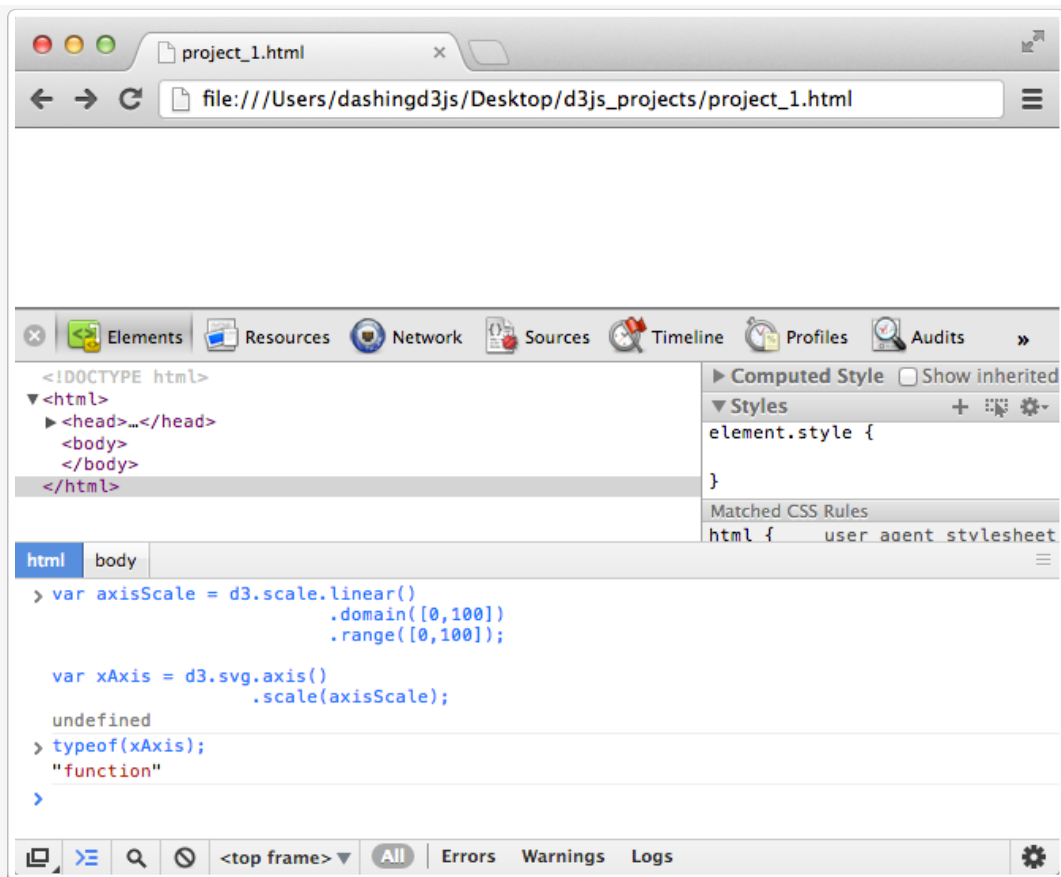 project_1.html ×
file:///Users/dashingd3js/Desktop/d3js_projects/project_1.html
Elements Resources Network Sources Timeline Profiles Audits »
<!DOCTYPE html>
▼<html>
▶<head>…</head>
<body>
</body>
</html>
▶ Computed Style Show inherited
▼ Styles
element.style {
}
Matched CSS Rules
html { user agent stylesheet
html body
> var axisScale = d3.scale.linear()
.domain([0,100])
.range([0,100]);
var xAxis = d3.svg.axis()
.scale(axisScale);
undefined
> typeof(xAxis);
"function"
>
<top frame> ▼ All Errors Warnings Logs